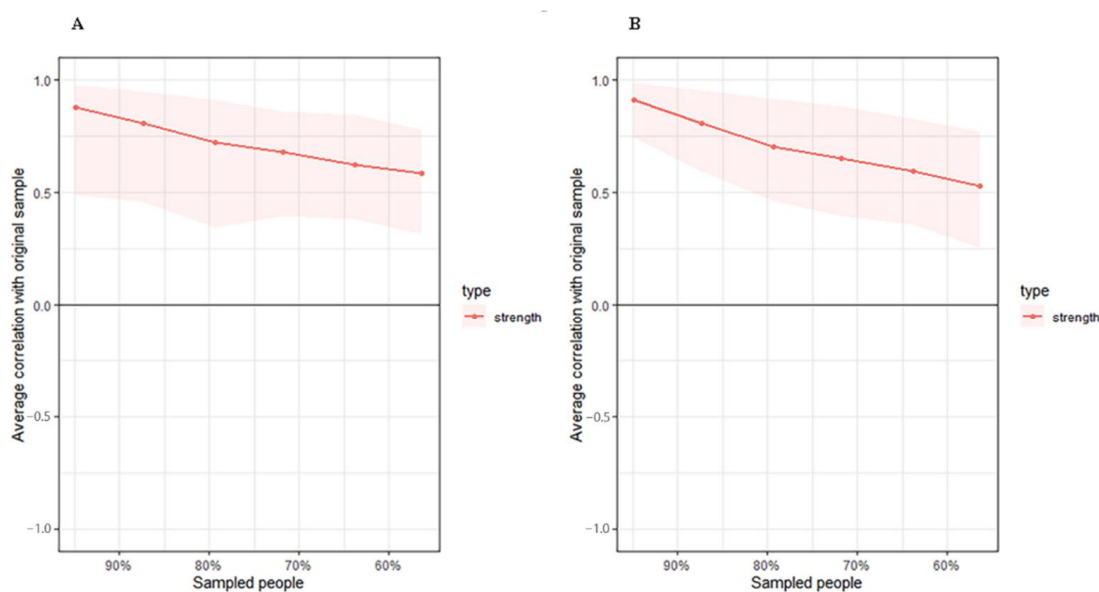 A
Average correlation with original sample
1.0
0.5
0.0
−0.5
−1.0
90%
80%
70%
60%
Sampled people
type
strength
B
Average correlation with original sample
1.0
0.5
0.0
−0.5
−1.0
90%
80%
70%
60%
Sampled people
type
strength